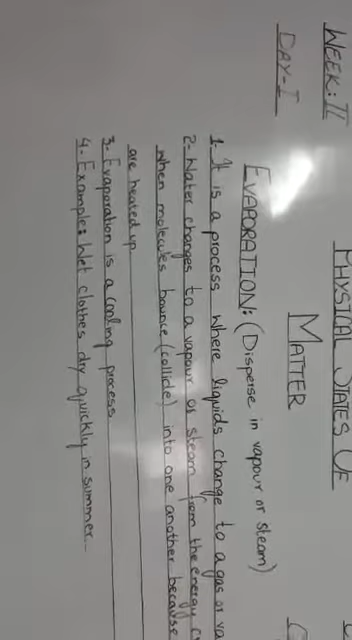 WEEK: II
PHYSICAL STATES OF
DAY-I
MATTER
EVAPORATION: (Disperse in vapour or steam)
1- It is a process where liquids change to a gas or va
2- Water changes to a vapour or steam from the energy c
when molecules bounce (collide) into one another because
are heated up.
3- Evaporation is a cooling process.
4- Example: Wet clothes dry quickly in summer.